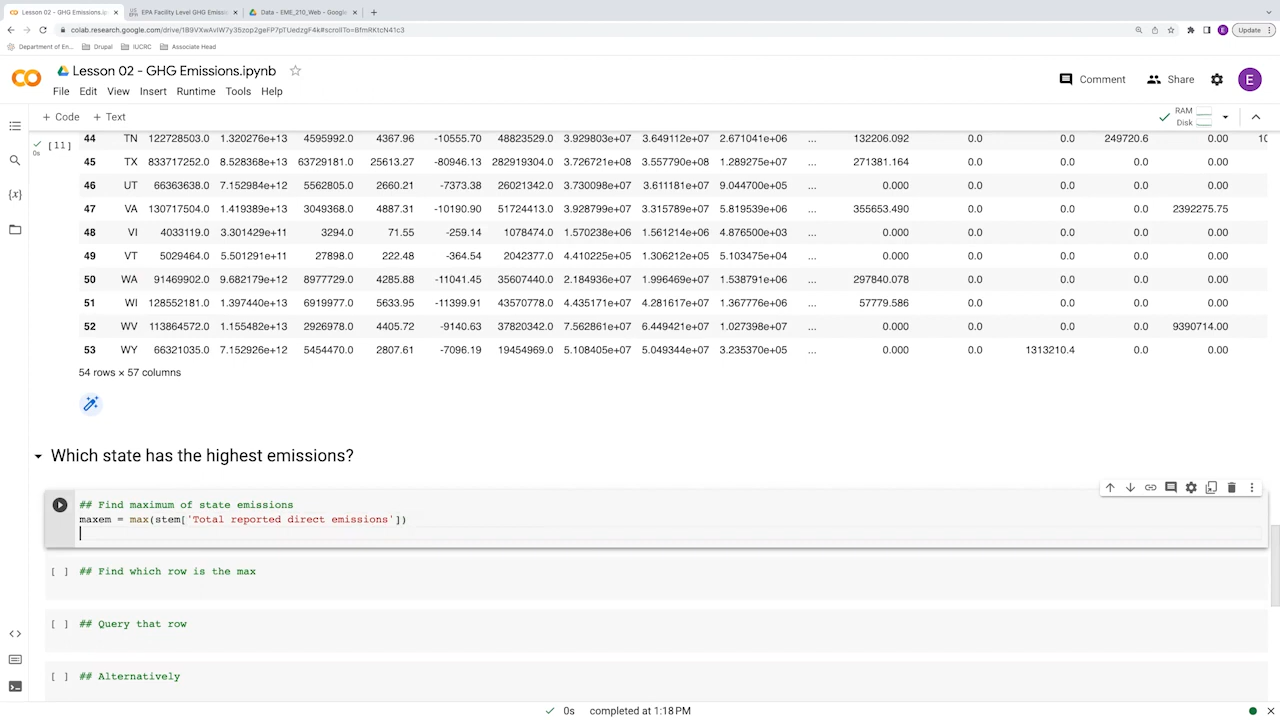 Lesson 02 - GHG Emissions.ipynb
EPA Facility Level GHG Emissi
Data - EME_210_Web - Google
colab.research.google.com/drive/189VXwAvIW7y35zop2geFP7pTUedzgF4k#scrollTo=8fmRKtcN41c3
Update
Department of En...
Drupal
IUCRC
Associate Head
CO
Lesson 02 - GHG Emissions.ipynb
Comment
Share
E
File Edit View Insert Runtime Tools Help
+ Code + Text
RAM
Disk
[11]
0s
44 TN 122728503.0 1.320276e+13 4595992.0 4367.96 -10555.70 48823529.0 3.929803e+07 3.649112e+07 2.671041e+06 ... 132206.092 0.0 0.0 249720.6 0.00 10
45 TX 833717252.0 8.528368e+13 63729181.0 25613.27 -80946.13 282919304.0 3.726721e+08 3.557790e+08 1.289275e+07 ... 271381.164 0.0 0.0 0.0 0.00
46 UT 66363638.0 7.152984e+12 5562805.0 2660.21 -7373.38 26021342.0 3.730098e+07 3.611181e+07 9.044700e+05 ... 0.000 0.0 0.0 0.0 0.00
47 VA 130717504.0 1.419389e+13 3049368.0 4887.31 -10190.90 51724413.0 3.928799e+07 3.315789e+07 5.819539e+06 ... 355653.490 0.0 0.0 0.0 2392275.75
48 VI 4033119.0 3.301429e+11 3294.0 71.55 -259.14 1078474.0 1.570238e+06 1.561214e+06 4.876500e+03 ... 0.000 0.0 0.0 0.0 0.00
49 VT 5029464.0 5.501291e+11 27898.0 222.48 -364.54 2042377.0 4.410225e+05 1.306212e+05 5.103475e+04 ... 0.000 0.0 0.0 0.0 0.00
50 WA 91469902.0 9.682179e+12 8977729.0 4285.88 -11041.45 35607440.0 2.184936e+07 1.996469e+07 1.538791e+06 ... 297840.078 0.0 0.0 0.0 0.00
51 WI 128552181.0 1.397440e+13 6919977.0 5633.95 -11399.91 43570778.0 4.435171e+07 4.281617e+07 1.367776e+06 ... 57779.586 0.0 0.0 0.0 0.00
52 WV 113864572.0 1.155482e+13 2926978.0 4405.72 -9140.63 37820342.0 7.562861e+07 6.449421e+07 1.027398e+07 ... 0.000 0.0 0.0 0.0 9390714.00
53 WY 66321035.0 7.152926e+12 5454470.0 2807.61 -7096.19 19454969.0 5.108405e+07 5.049344e+07 3.235370e+05 ... 0.000 0.0 1313210.4 0.0 0.00
54 rows × 57 columns
Which state has the highest emissions?
## Find maximum of state emissions
maxem = max(stem['Total reported direct emissions'])
[ ] ## Find which row is the max
[ ] ## Query that row
[ ] ## Alternatively
0s completed at 1:18 PM